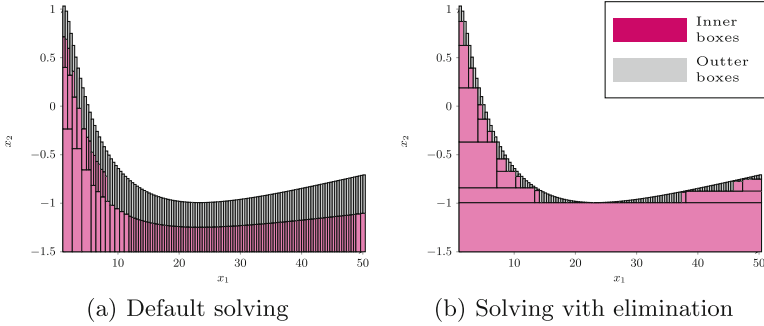 1
0.5
0
−0.5
−1
−1.5
x2
10
20
30
40
50
x1
(a) Default solving
1
0.5
0
−0.5
−1
−1.5
x2
10
20
30
40
50
x1
Inner
boxes
Outter
boxes
(b) Solving vith elimination